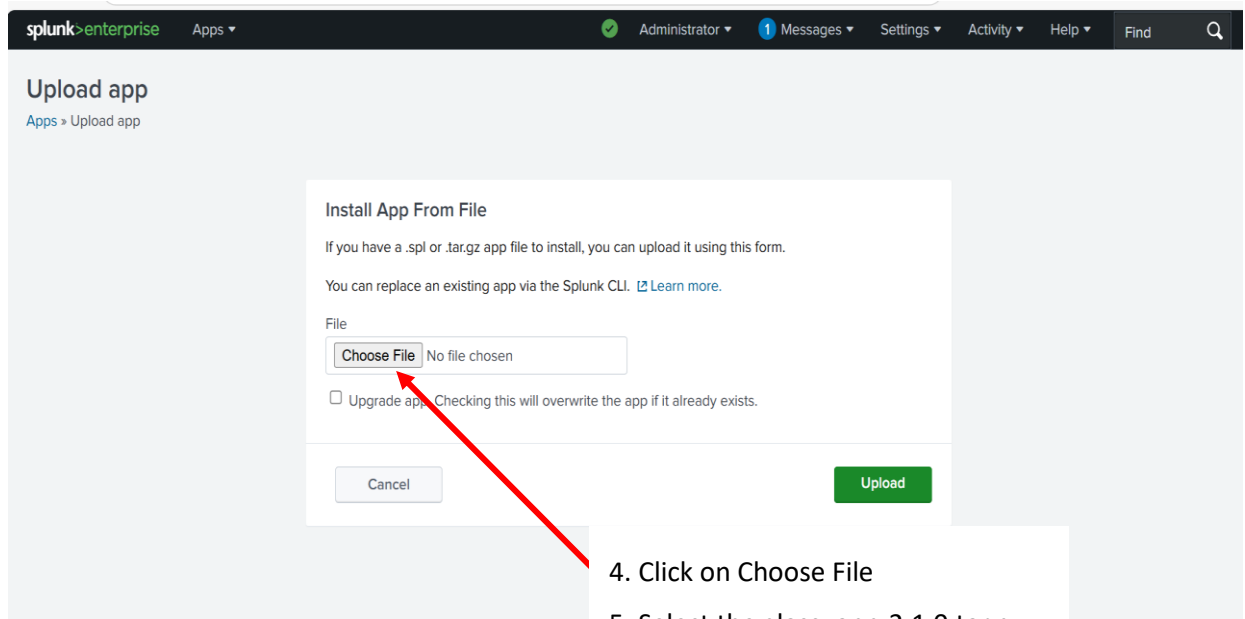 splunk>enterprise Apps Administrator 1 Messages Settings Activity Help Find
Upload app
Apps » Upload app
Install App From File
If you have a .spl or .tar.gz app file to install, you can upload it using this form.
You can replace an existing app via the Splunk CLI. Learn more.
File
Choose File No file chosen
Upgrade app. Checking this will overwrite the app if it already exists.
Cancel Upload
4. Click on Choose File
5. Select the